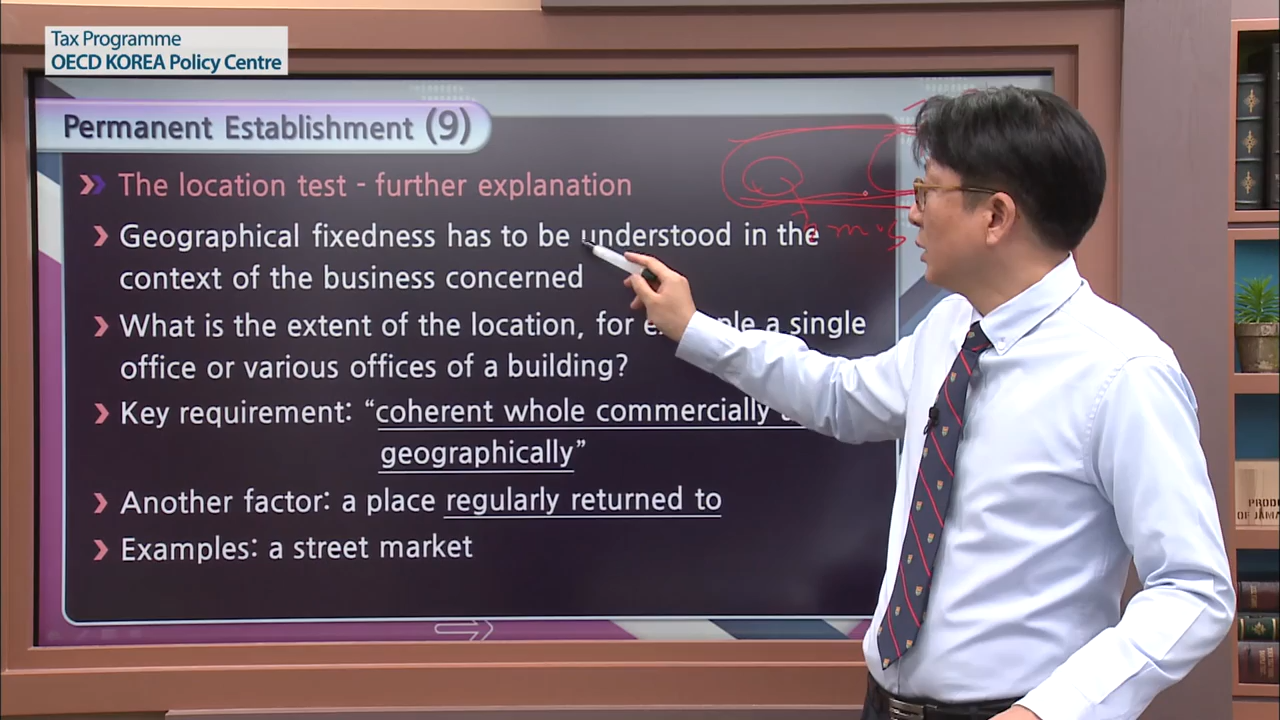 Tax Programme
OECD KOREA Policy Centre
Permanent Establishment (9)
The location test - further explanation
Geographical fixedness has to be understood in the
context of the business concerned
What is the extent of the location, for a single
office or various offices of a building?
Key requirement: “coherent whole commercially
geographically”
Another factor: a place regularly returned to
Examples: a street market